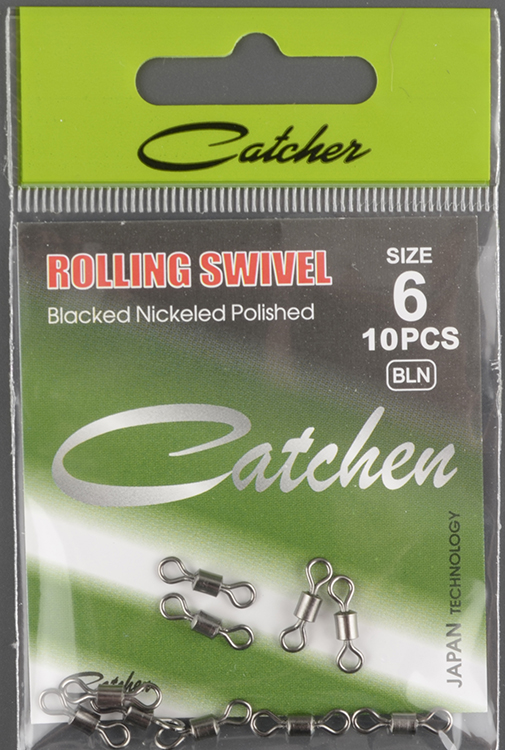 Catcher
ROLLING SWIVEL
Blacked Nickeled Polished
SIZE
6
10PCS
BLN
Catchen
JAPAN TECHNOLOGY
Catcher